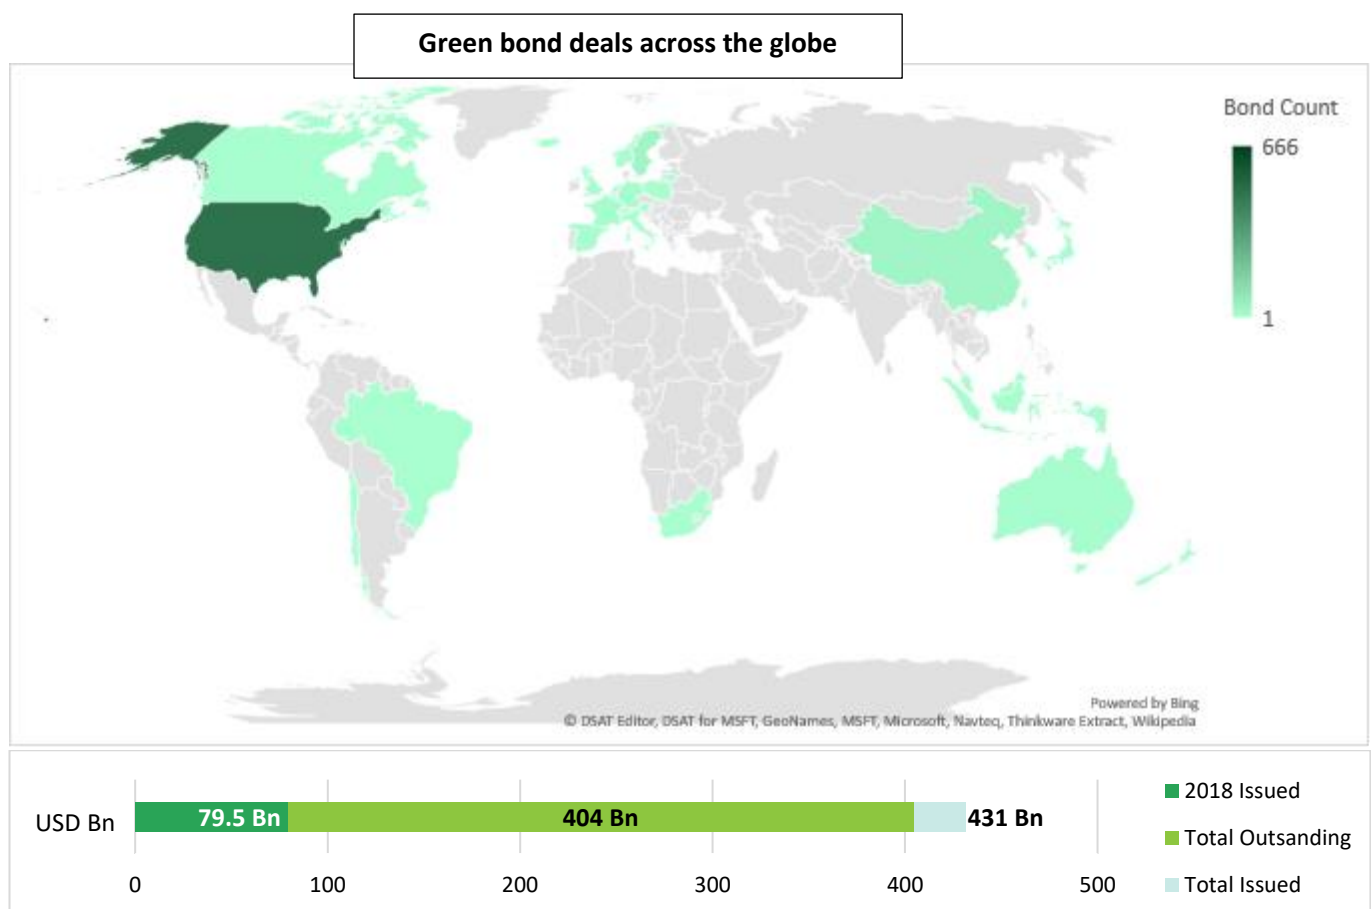 Green bond deals across the globe
Bond Count
666
1
Powered by Bing
© DSAT Editor, DSAT for MSFT, GeoNames, MSFT, Microsoft, Navteq, Thinkware Extract, Wikipedia
USD Bn
79.5 Bn
404 Bn
431 Bn
0 100 200 300 400 500
2018 Issued
Total Outsanding
Total Issued